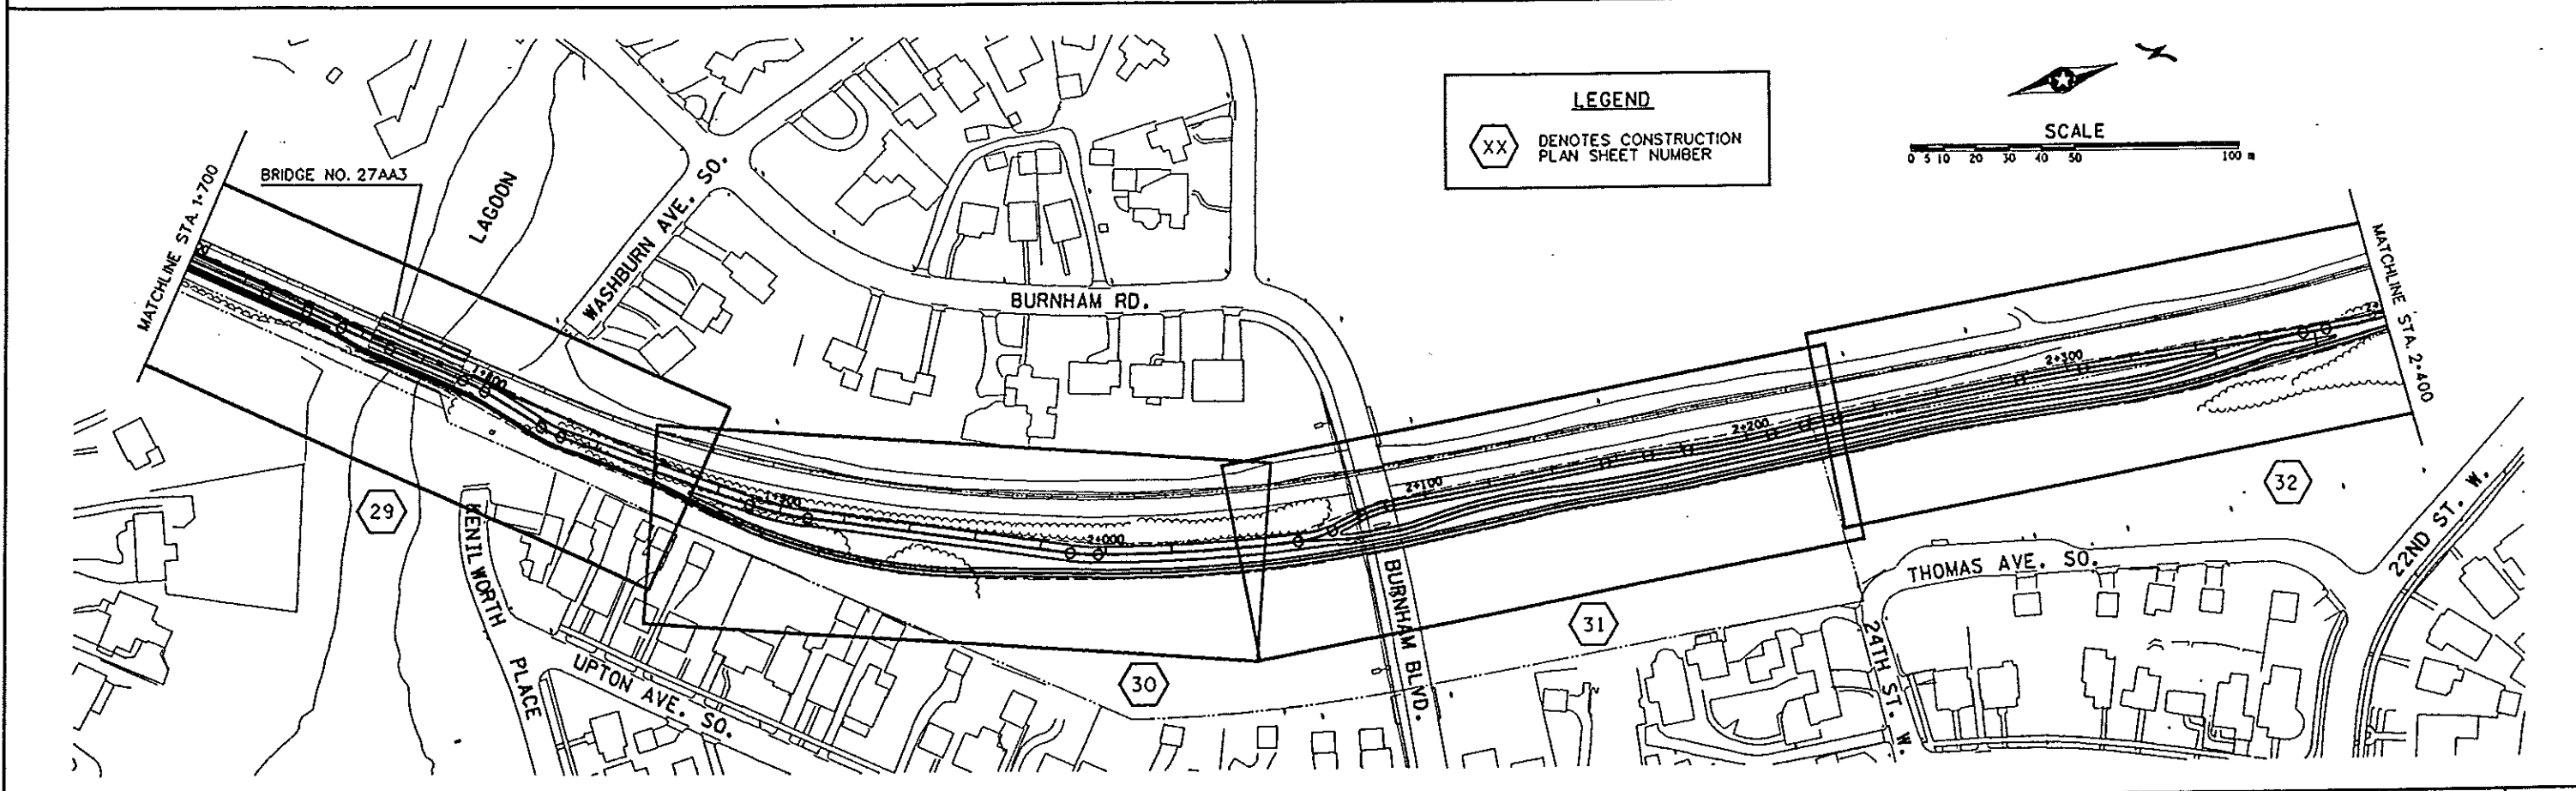 LEGEND
XX DENOTES CONSTRUCTION
PLAN SHEET NUMBER
SCALE
0 5 10 20 30 40 50 100 m
MATCHLINE STA. 1+700
BRIDGE NO. 27AA3
LAGOON
WASHBURN AVE. SO.
BURNHAM RD.
MATCHLINE STA. 2+400
1+800
1+900
2+000
2+100
2+200
2+300
29
30
31
32
KENILWORTH
PLACE
UPTON AVE. SO.
BURNHAM BLVD.
24TH ST. W.
THOMAS AVE. SO.
22ND ST. W.